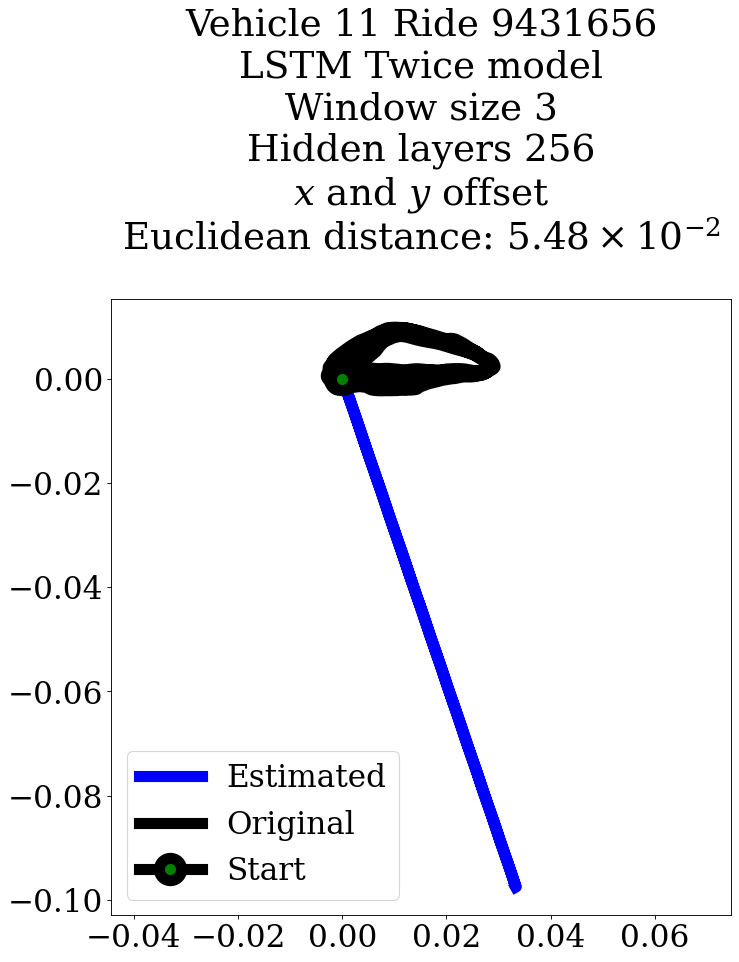 Vehicle 11 Ride 9431656
LSTM Twice model
Window size 3
Hidden layers 256
x and y offset
Euclidean distance: 5.48 × 10⁻²
0.00
−0.02
−0.04
−0.06
−0.08
−0.10
Estimated
Original
Start
−0.04 −0.02 0.00 0.02 0.04 0.06